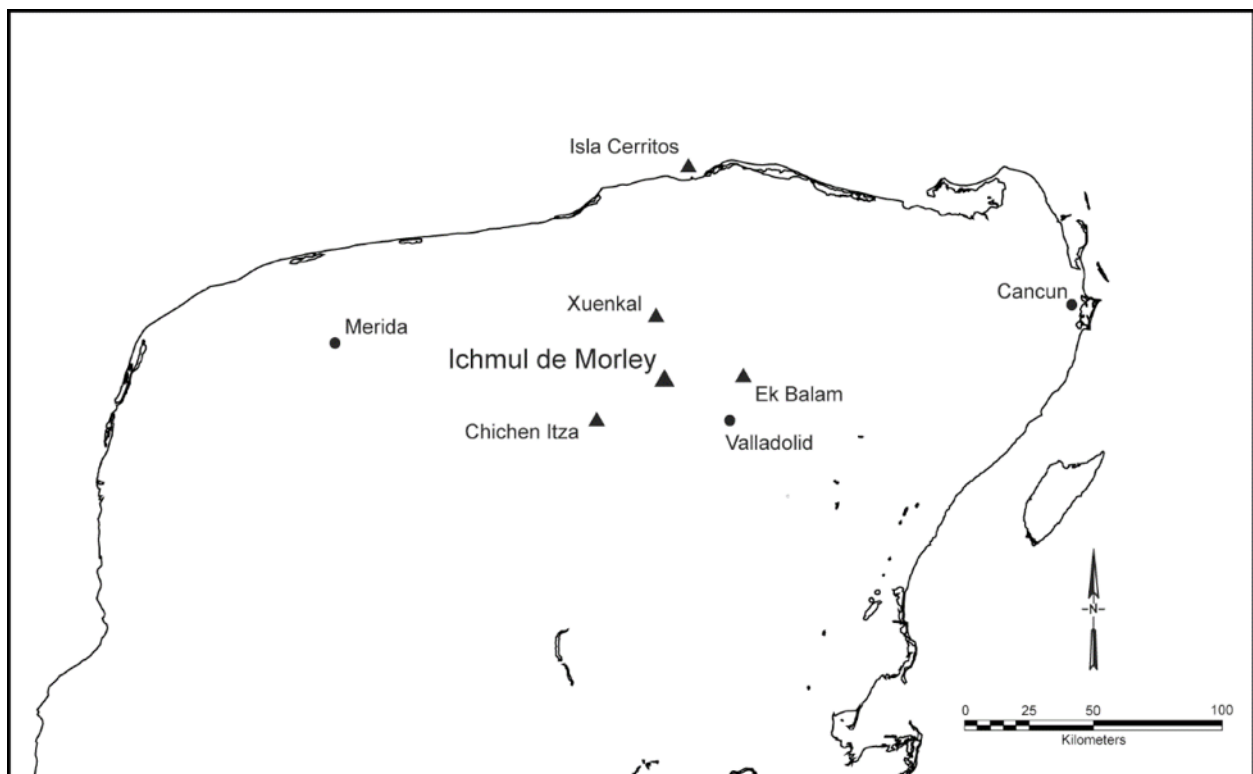 Isla Cerritos
Cancun
Xuenkal
Merida
Ichmul de Morley
Ek Balam
Chichen Itza
Valladolid
N
0 25 50 100
Kilometers